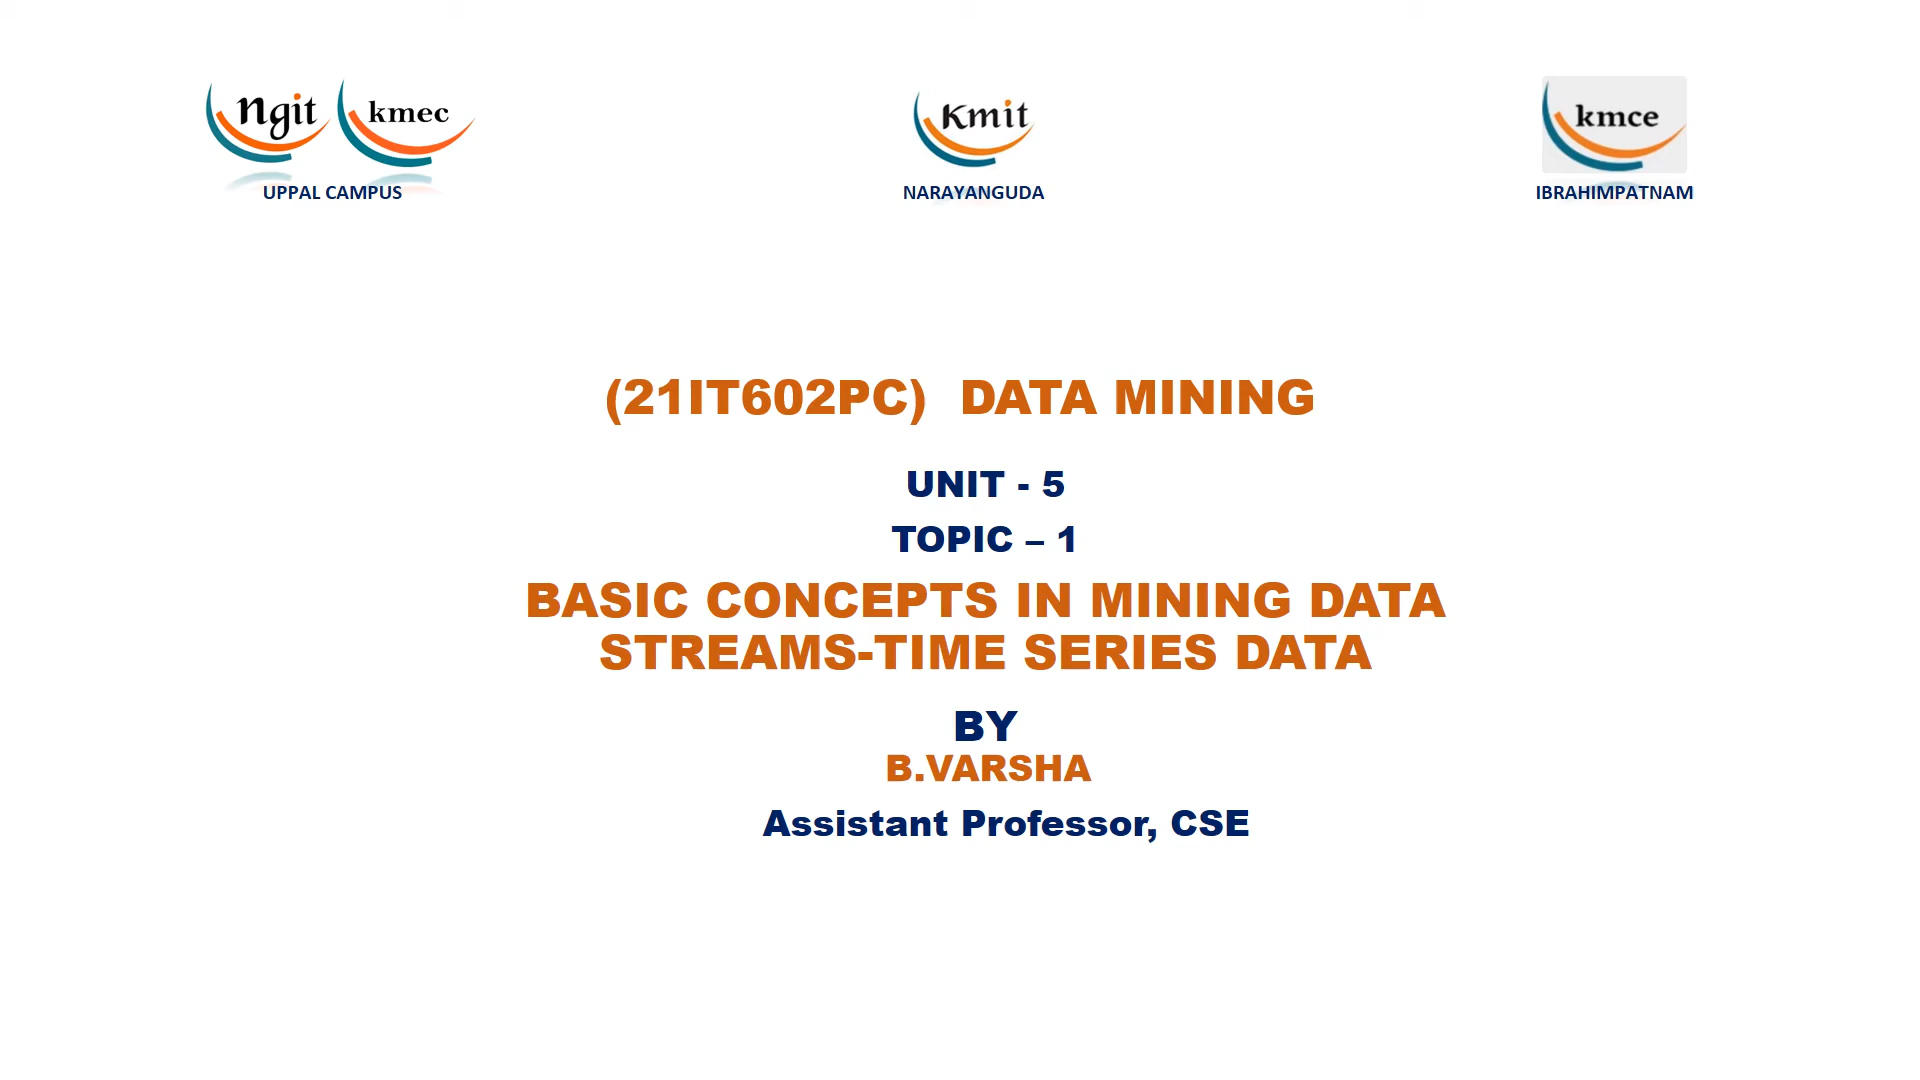 Ngit kmec Kmit kmce
UPPAL CAMPUS NARAYANGUDA IBRAHIMPATNAM
(21IT602PC) DATA MINING
UNIT - 5
TOPIC – 1
BASIC CONCEPTS IN MINING DATA
STREAMS-TIME SERIES DATA
BY
B.VARSHA
Assistant Professor, CSE